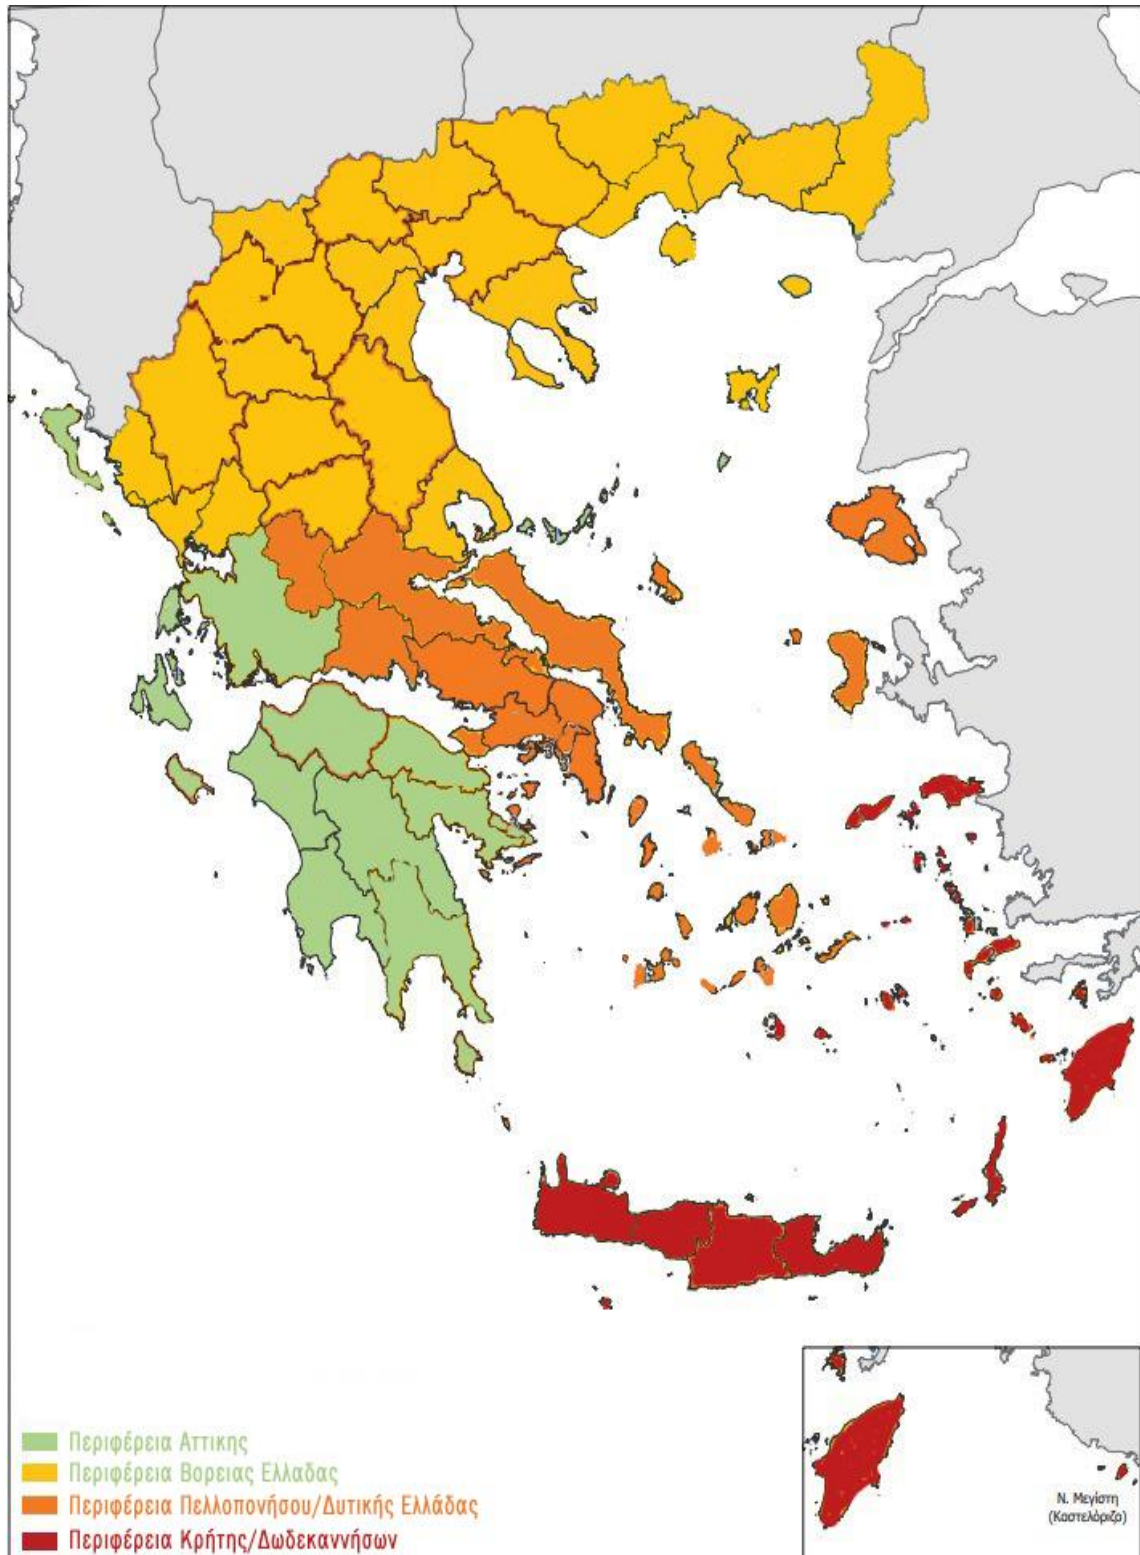 Περιφέρεια Αττικης
Περιφέρεια Βορειας Ελλαδας
Περιφέρεια Πελλοπονήσου/Δυτικής Ελλάδας
Περιφέρεια Κρήτης/Δωδεκαννήσων
Ν. Μεγίστη
(Καστελόριζο)